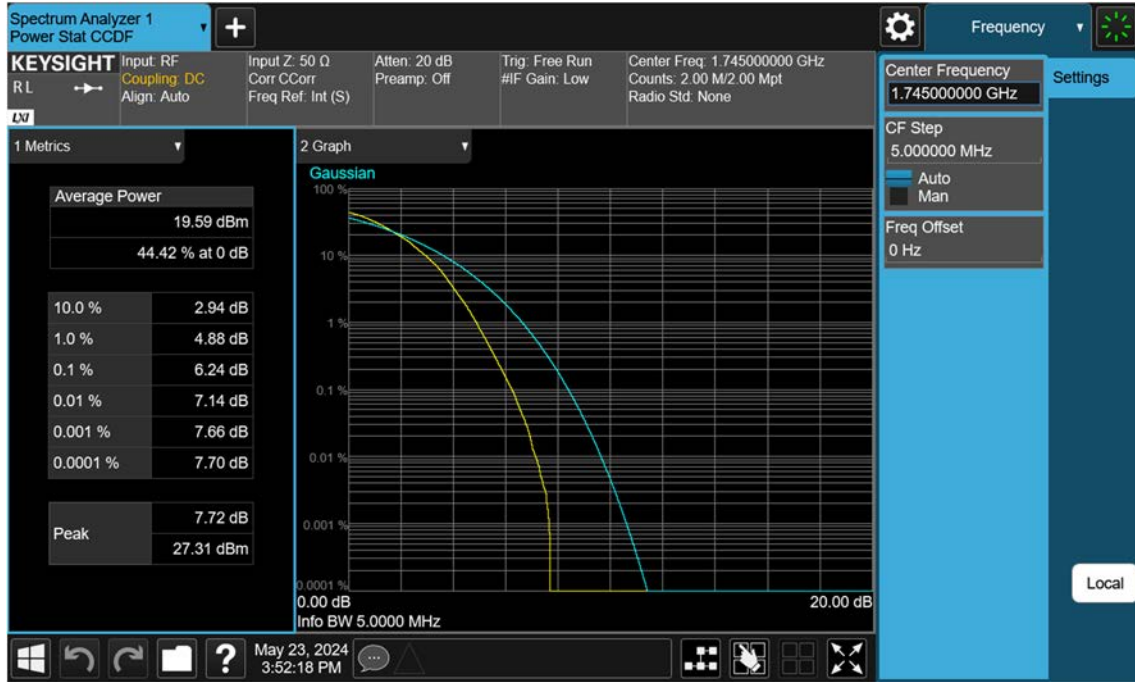 Spectrum Analyzer 1
Power Stat CCDF
+
Frequency
KEYSIGHT
RL
LXI
Input: RF
Coupling: DC
Align: Auto
Input Z: 50 Ω
Corr CCorr
Freq Ref: Int (S)
Atten: 20 dB
Preamp: Off
Trig: Free Run
#IF Gain: Low
Center Freq: 1.745000000 GHz
Counts: 2.00 M/2.00 Mpt
Radio Std: None
Center Frequency
1.745000000 GHz
Settings
CF Step
5.000000 MHz
Auto
Man
Freq Offset
0 Hz
Local
1 Metrics
Average Power
19.59 dBm
44.42 % at 0 dB
10.0 % 2.94 dB
1.0 % 4.88 dB
0.1 % 6.24 dB
0.01 % 7.14 dB
0.001 % 7.66 dB
0.0001 % 7.70 dB
Peak
7.72 dB
27.31 dBm
2 Graph
Gaussian
100 %
10 %
1 %
0.1 %
0.01 %
0.001 %
0.0001 %
0.00 dB 20.00 dB
Info BW 5.0000 MHz
?
May 23, 2024
3:52:18 PM